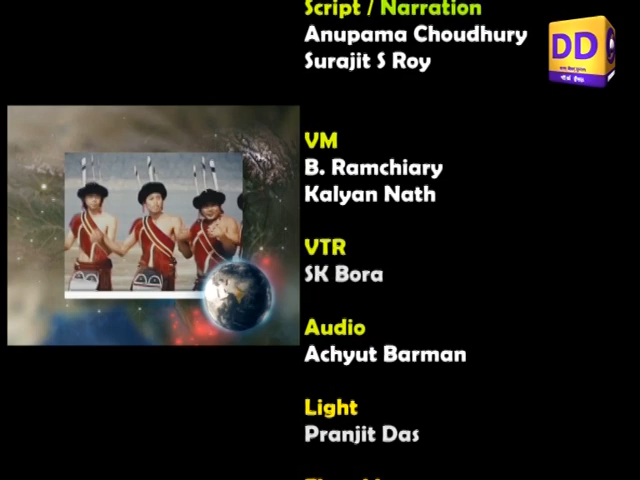 Script / Narration
Anupama Choudhury
Surajit S Roy
DD
VM
B. Ramchiary
Kalyan Nath
VTR
SK Bora
Audio
Achyut Barman
Light
Pranjit Das